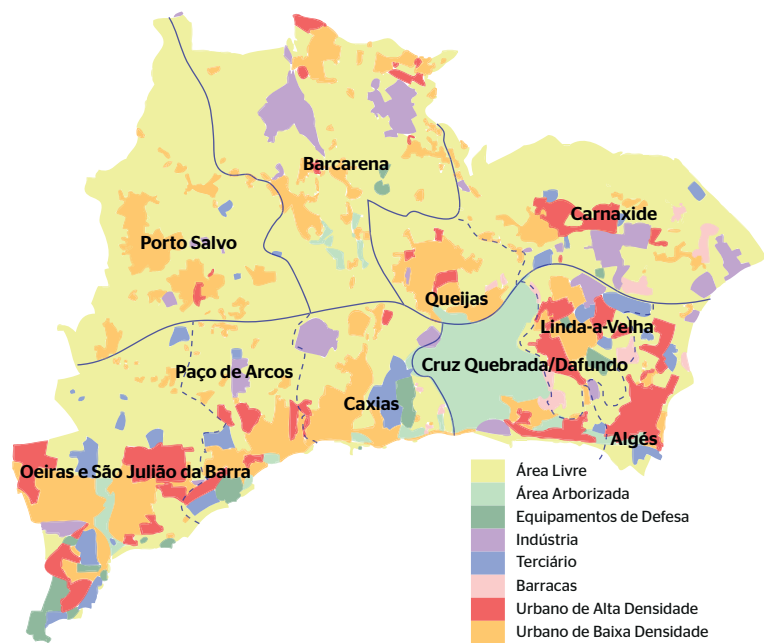 Barcarena
Carnaxide
Porto Salvo
Queijas
Linda-a-Velha
Cruz Quebrada/Dafundo
Paço de Arcos
Caxias
Algés
Oeiras e São Julião da Barra
Área Livre
Área Arborizada
Equipamentos de Defesa
Indústria
Terciário
Barracas
Urbano de Alta Densidade
Urbano de Baixa Densidade